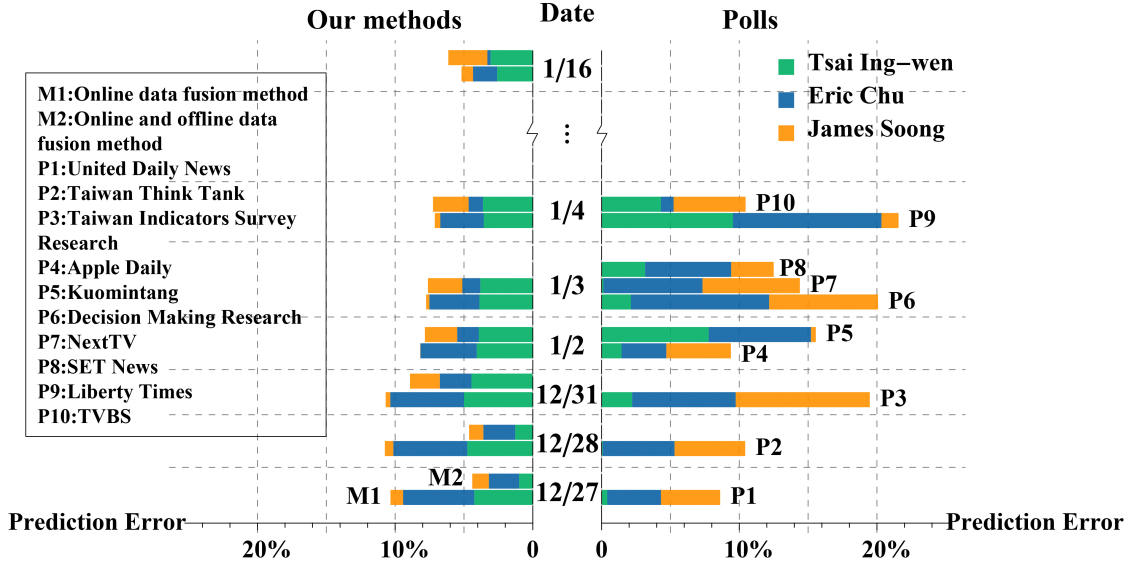 Our methods
Date
Polls
Tsai Ing–wen
Eric Chu
James Soong
M1:Online data fusion method
M2:Online and offline data
fusion method
P1:United Daily News
P2:Taiwan Think Tank
P3:Taiwan Indicators Survey
Research
P4:Apple Daily
P5:Kuomintang
P6:Decision Making Research
P7:NextTV
P8:SET News
P9:Liberty Times
P10:TVBS
1/16
⋮
1/4
P10
P9
1/3
P8
P7
P6
1/2
P5
P4
12/31
P3
12/28
P2
M2
M1
12/27
P1
Prediction Error
20%
10%
0
0
10%
20%
Prediction Error